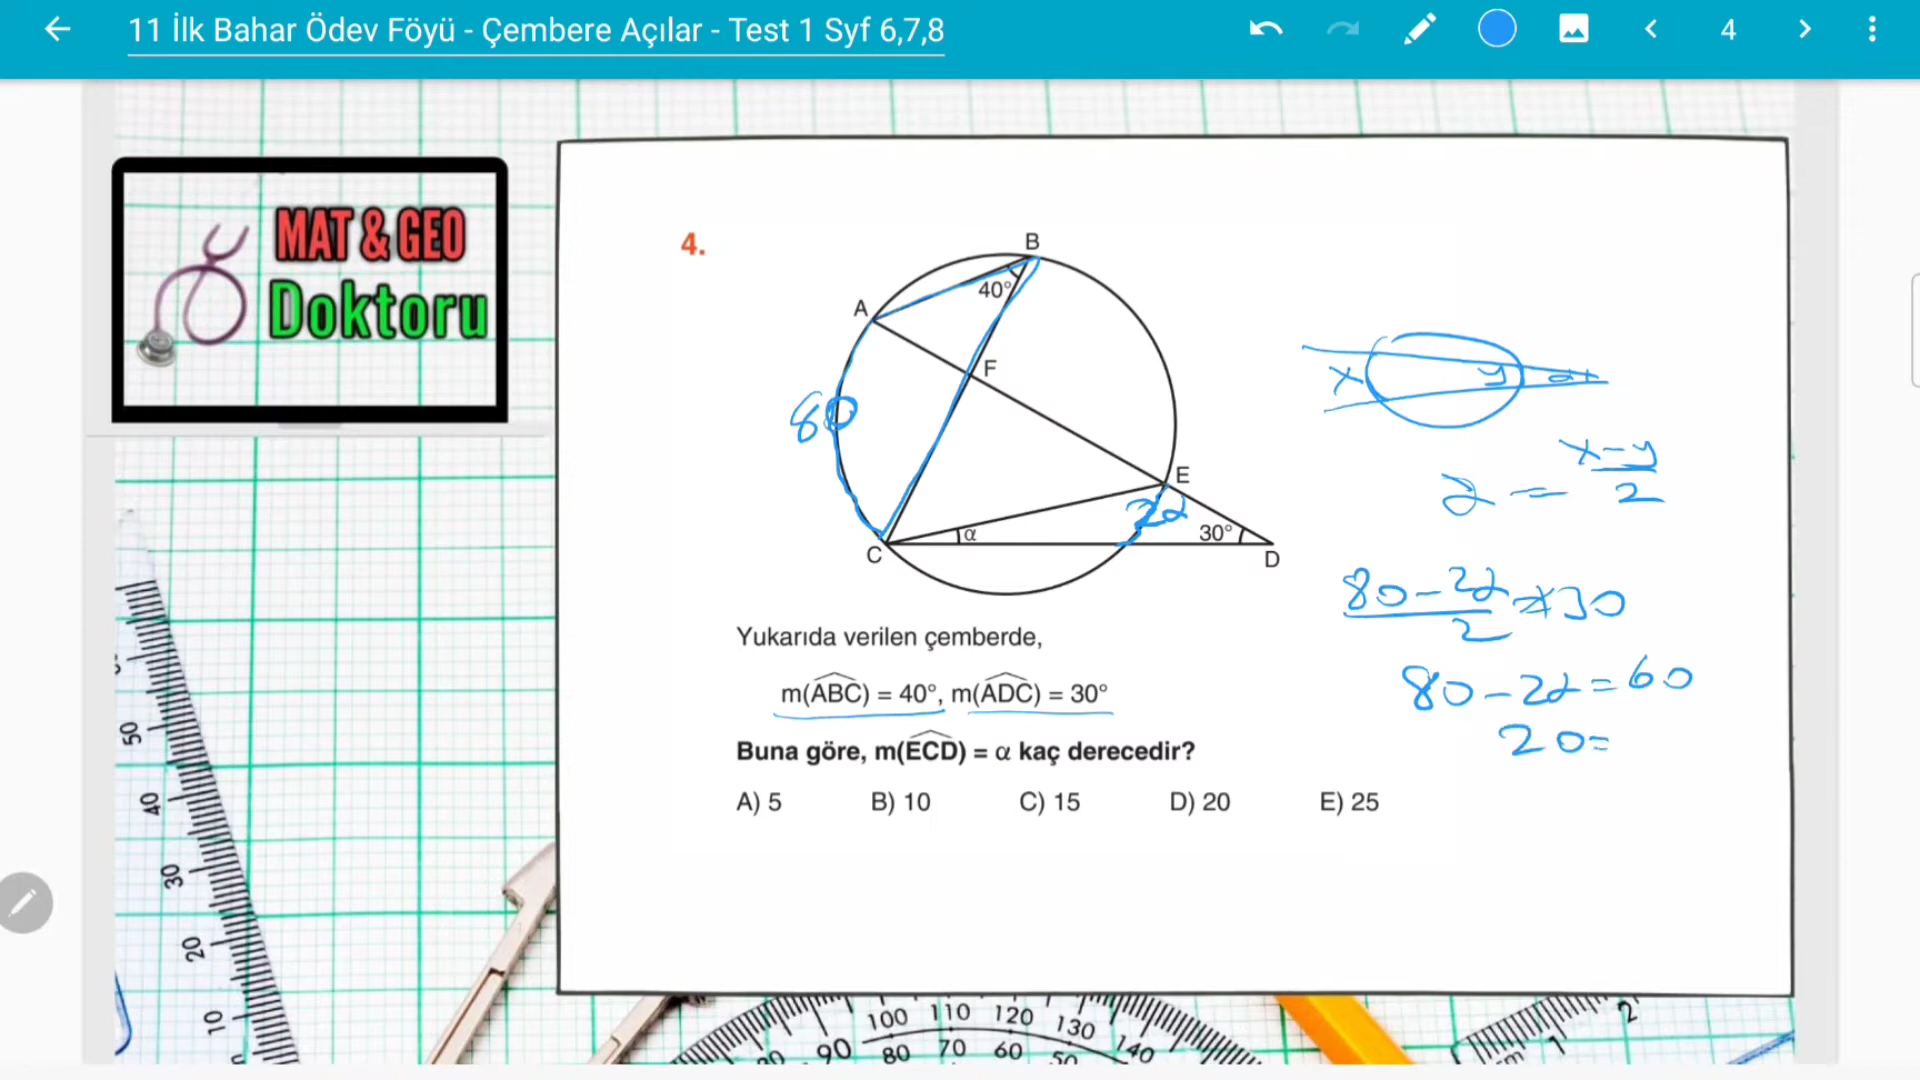 11 İlk Bahar Ödev Föyü - Çembere Açılar - Test 1 Syf 6,7,8
4
MAT & GEO
Doktoru
4.
B
40°
A
F
80
E
2α
α
30°
C
D
x y α
α = x-y / 2
80-2α / 2 = 30
80-2α=60
20=
Yukarıda verilen çemberde,
m(ABC) = 40°, m(ADC) = 30°
Buna göre, m(ECD) = α kaç derecedir?
A) 5 B) 10 C) 15 D) 20 E) 25
50
40
30
20
10
90 100 110 120 130 140
80 70 60 50
1 2